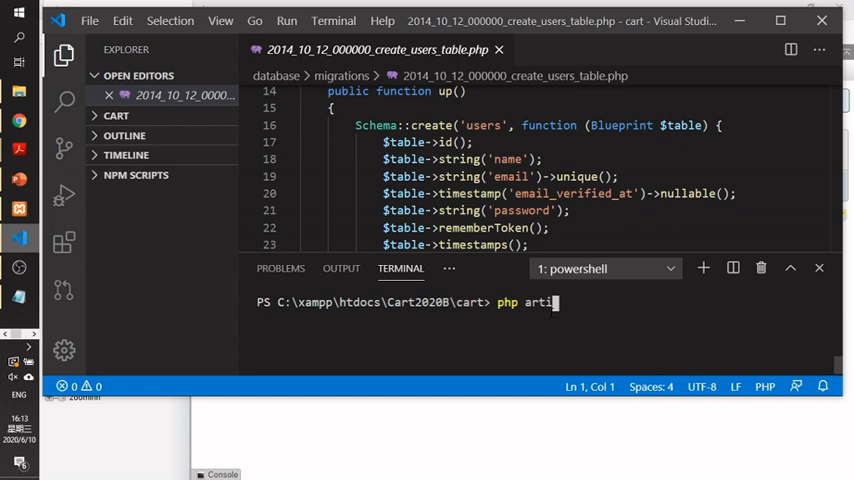 File Edit Selection View Go Run Terminal Help 2014_10_12_000000_create_users_table.php - cart - Visual Studi...
EXPLORER
2014_10_12_000000_create_users_table.php
OPEN EDITORS
2014_10_12_0000...
CART
OUTLINE
TIMELINE
NPM SCRIPTS
database > migrations > 2014_10_12_000000_create_users_table.php
14 public function up()
15 {
16 Schema::create('users', function (Blueprint $table) {
17 $table->id();
18 $table->string('name');
19 $table->string('email')->unique();
20 $table->timestamp('email_verified_at')->nullable();
21 $table->string('password');
22 $table->rememberToken();
23 $table->timestamps();
PROBLEMS OUTPUT TERMINAL ... 1: powershell
PS C:\xampp\htdocs\Cart2020B\cart> php arti
0 0 Ln 1, Col 1 Spaces: 4 UTF-8 LF PHP
ENG
16:13
星期三
2020/6/10
Console